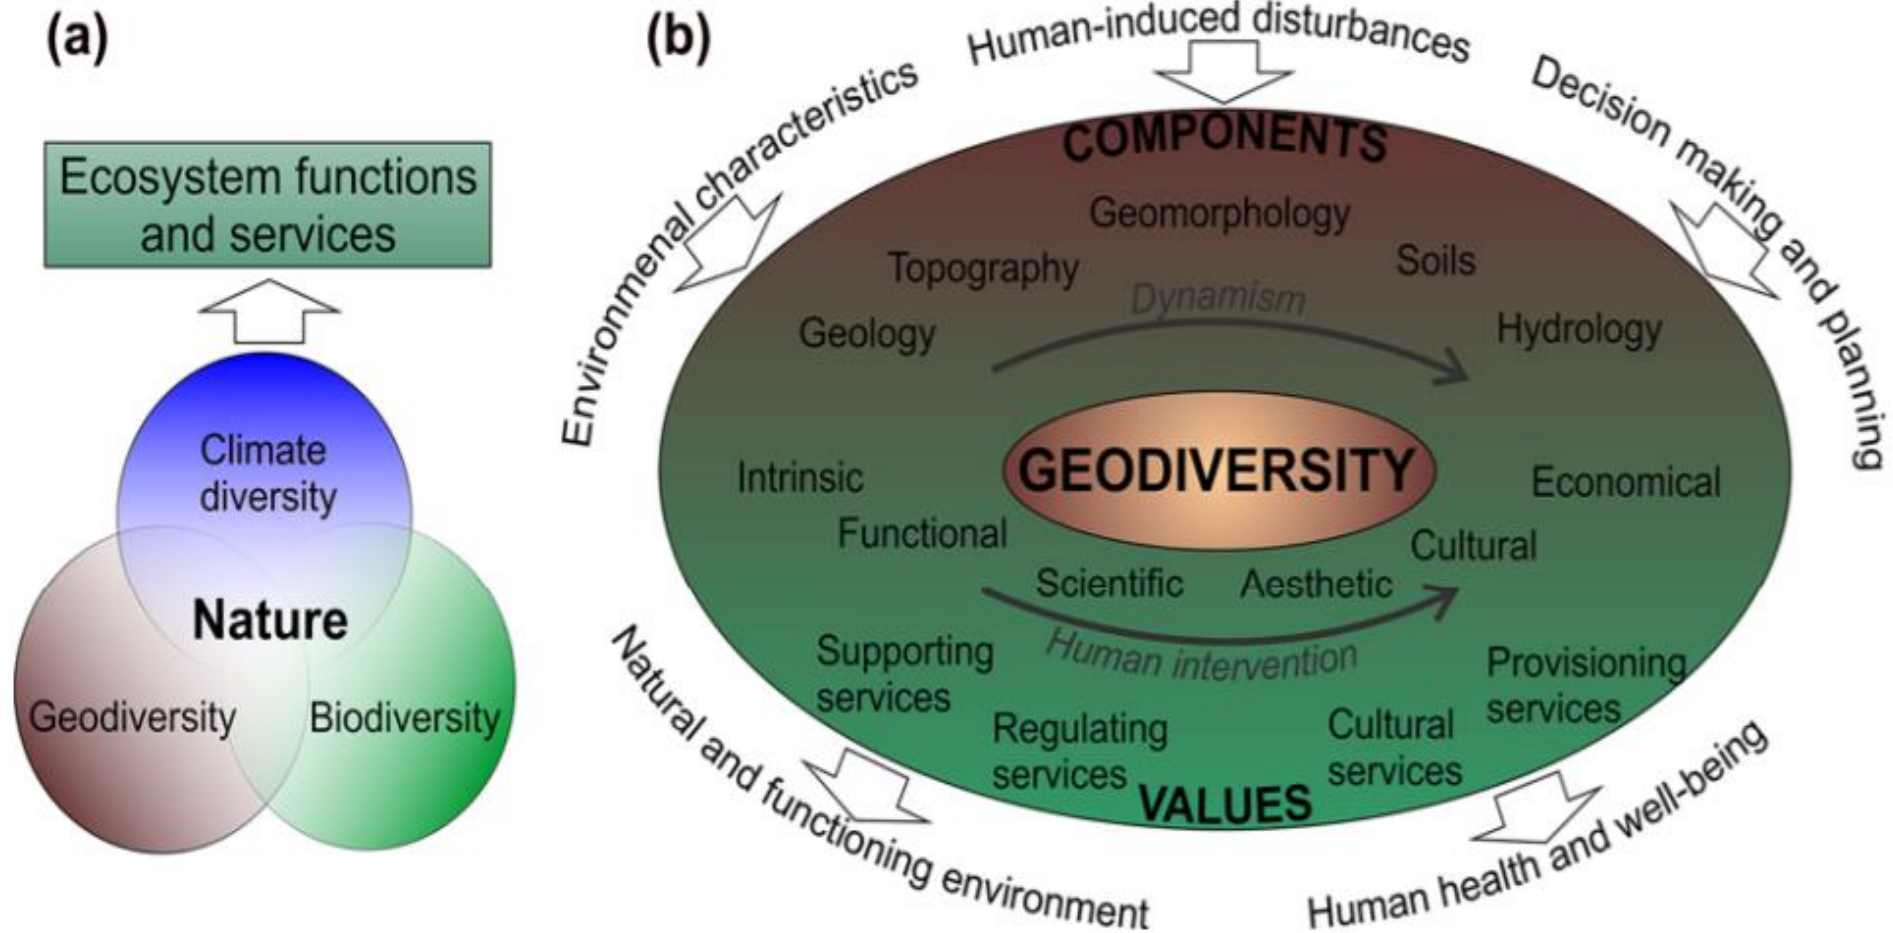 (a)
Ecosystem functions
and services
Climate
diversity
Nature
Geodiversity
Biodiversity
(b)
Human-induced disturbances
Environmenal characteristics
Decision making and planning
COMPONENTS
Geomorphology
Topography
Soils
Dynamism
Geology
Hydrology
GEODIVERSITY
Intrinsic
Economical
Functional
Cultural
Scientific
Aesthetic
Human intervention
Supporting
services
Provisioning
services
Regulating
services
Cultural
services
VALUES
Natural and functioning environment
Human health and well-being